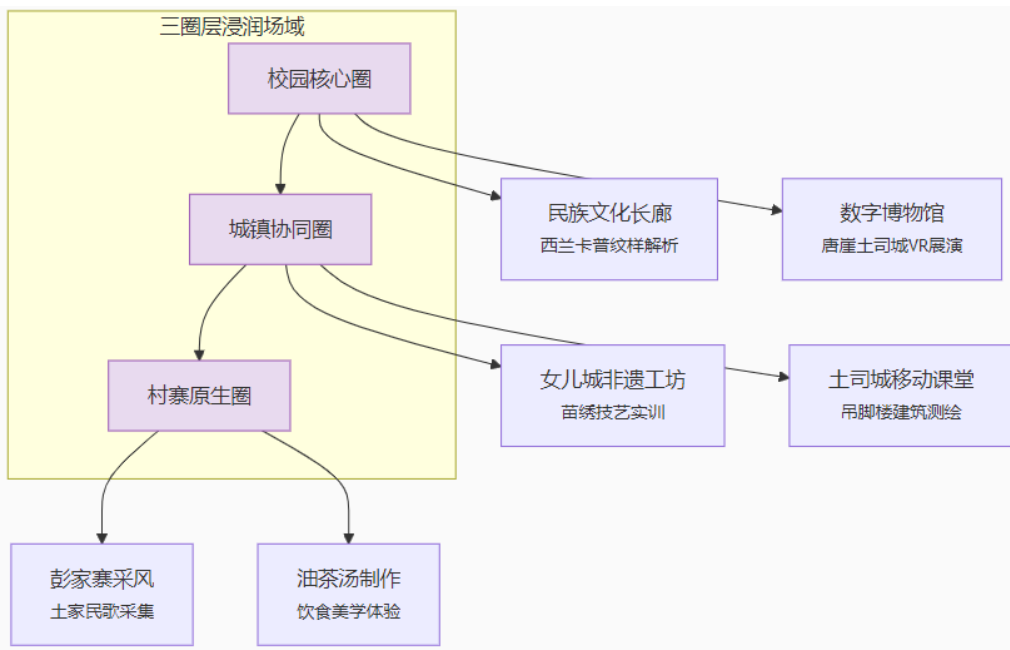 三圈层浸润场域
校园核心圈
民族文化长廊
西兰卡普纹样解析
数字博物馆
唐崖土司城VR展演
城镇协同圈
女儿城非遗工坊
苗绣技艺实训
土司城移动课堂
吊脚楼建筑测绘
村寨原生圈
彭家寨采风
土家民歌采集
油茶汤制作
饮食美学体验